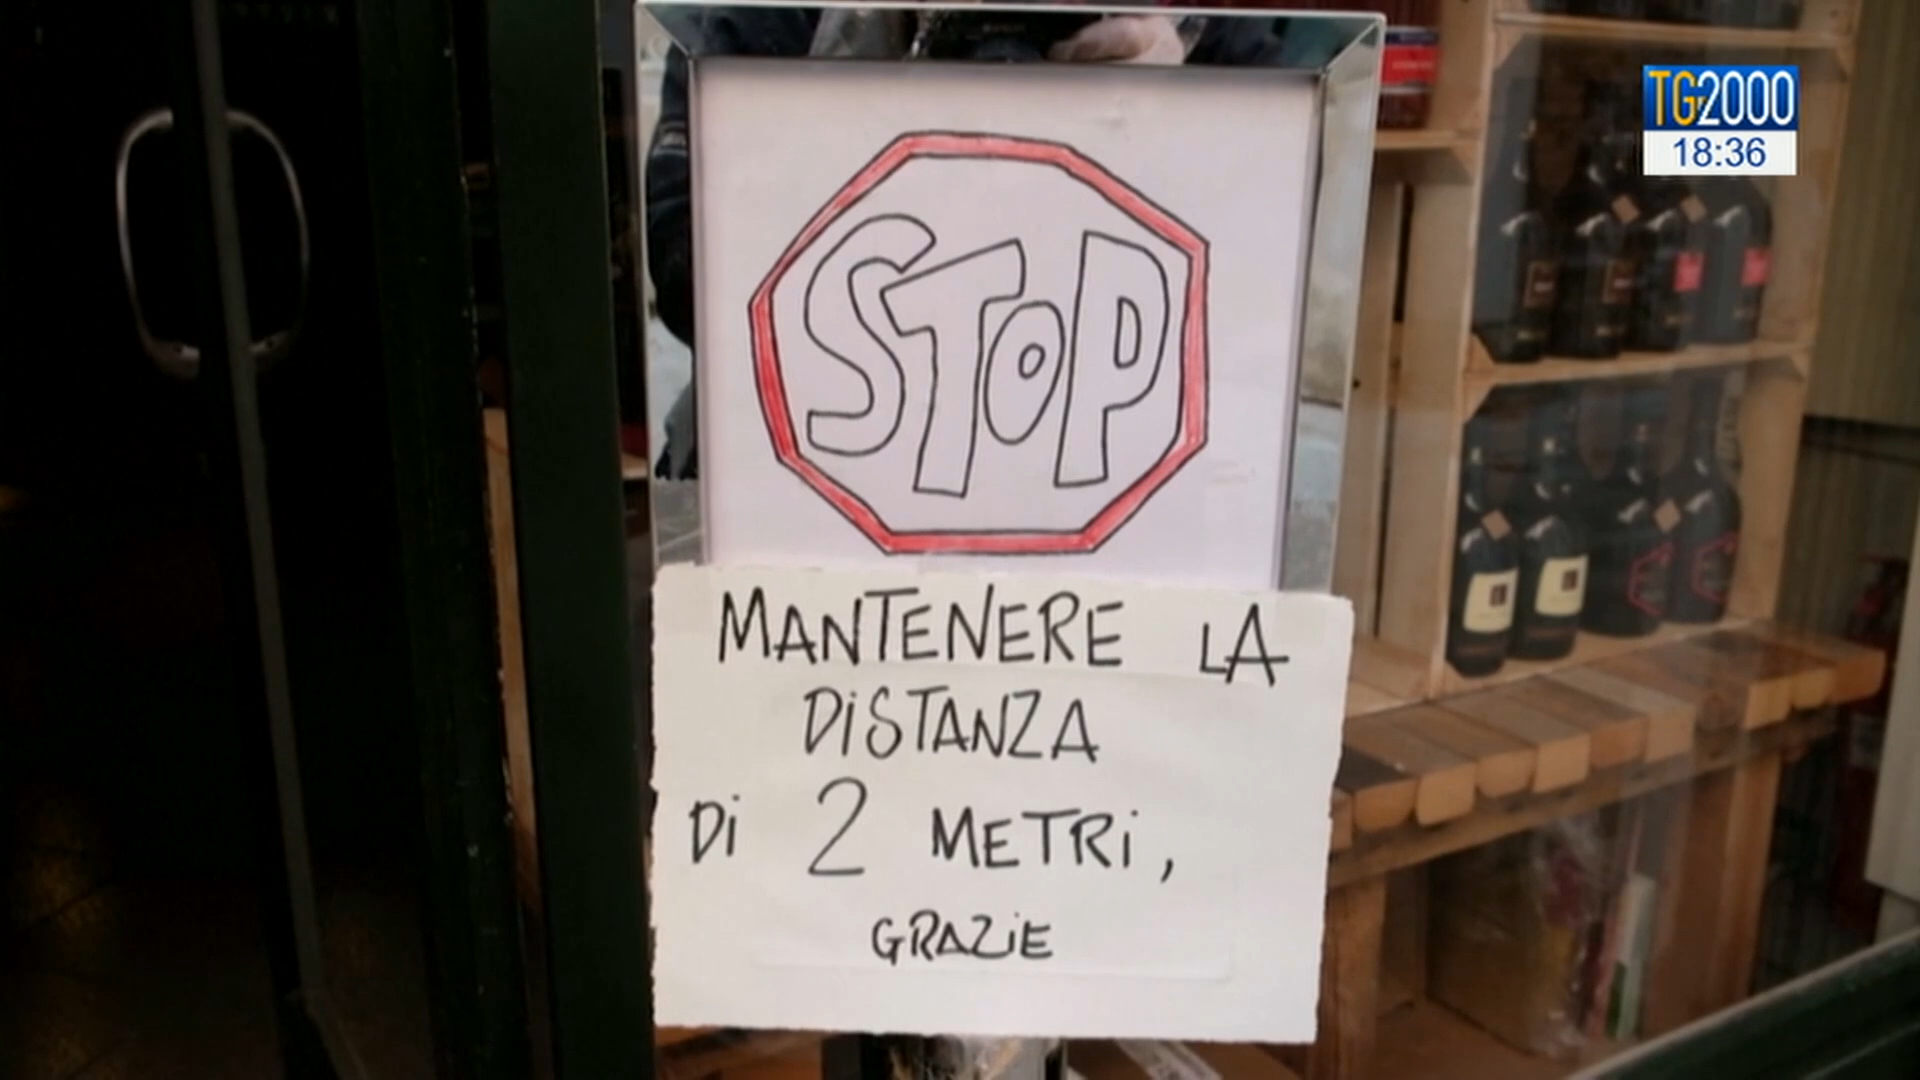 TG2000
18:36
STOP
MANTENERE LA
DISTANZA
Di 2 METRi,
GRAZiE